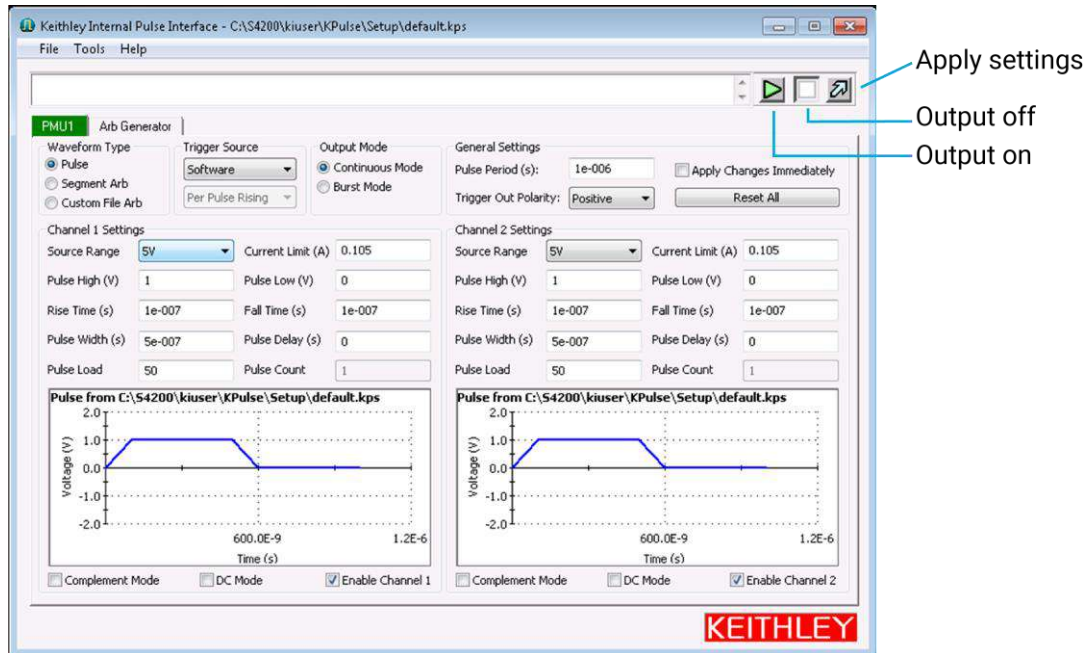 Keithley Internal Pulse Interface - C:\S4200\kiuser\KPulse\Setup\default.kps
File Tools Help
Apply settings
Output off
Output on
PMU1 Arb Generator
Waveform Type Trigger Source Output Mode General Settings
Pulse Software Continuous Mode Pulse Period (s): 1e-006 Apply Changes Immediately
Segment Arb Burst Mode
Custom File Arb Per Pulse Rising Trigger Out Polarity: Positive Reset All
Channel 1 Settings Channel 2 Settings
Source Range 5V Current Limit (A) 0.105 Source Range 5V Current Limit (A) 0.105
Pulse High (V) 1 Pulse Low (V) 0 Pulse High (V) 1 Pulse Low (V) 0
Rise Time (s) 1e-007 Fall Time (s) 1e-007 Rise Time (s) 1e-007 Fall Time (s) 1e-007
Pulse Width (s) 5e-007 Pulse Delay (s) 0 Pulse Width (s) 5e-007 Pulse Delay (s) 0
Pulse Load 50 Pulse Count 1 Pulse Load 50 Pulse Count 1
Pulse from C:\S4200\kiuser\KPulse\Setup\default.kps Pulse from C:\S4200\kiuser\KPulse\Setup\default.kps
2.0 2.0
1.0 1.0
0.0 0.0
-1.0 -1.0
-2.0 -2.0
Voltage (V) Voltage (V)
600.0E-9 1.2E-6 600.0E-9 1.2E-6
Time (s) Time (s)
Complement Mode DC Mode Enable Channel 1 Complement Mode DC Mode Enable Channel 2
KEITHLEY